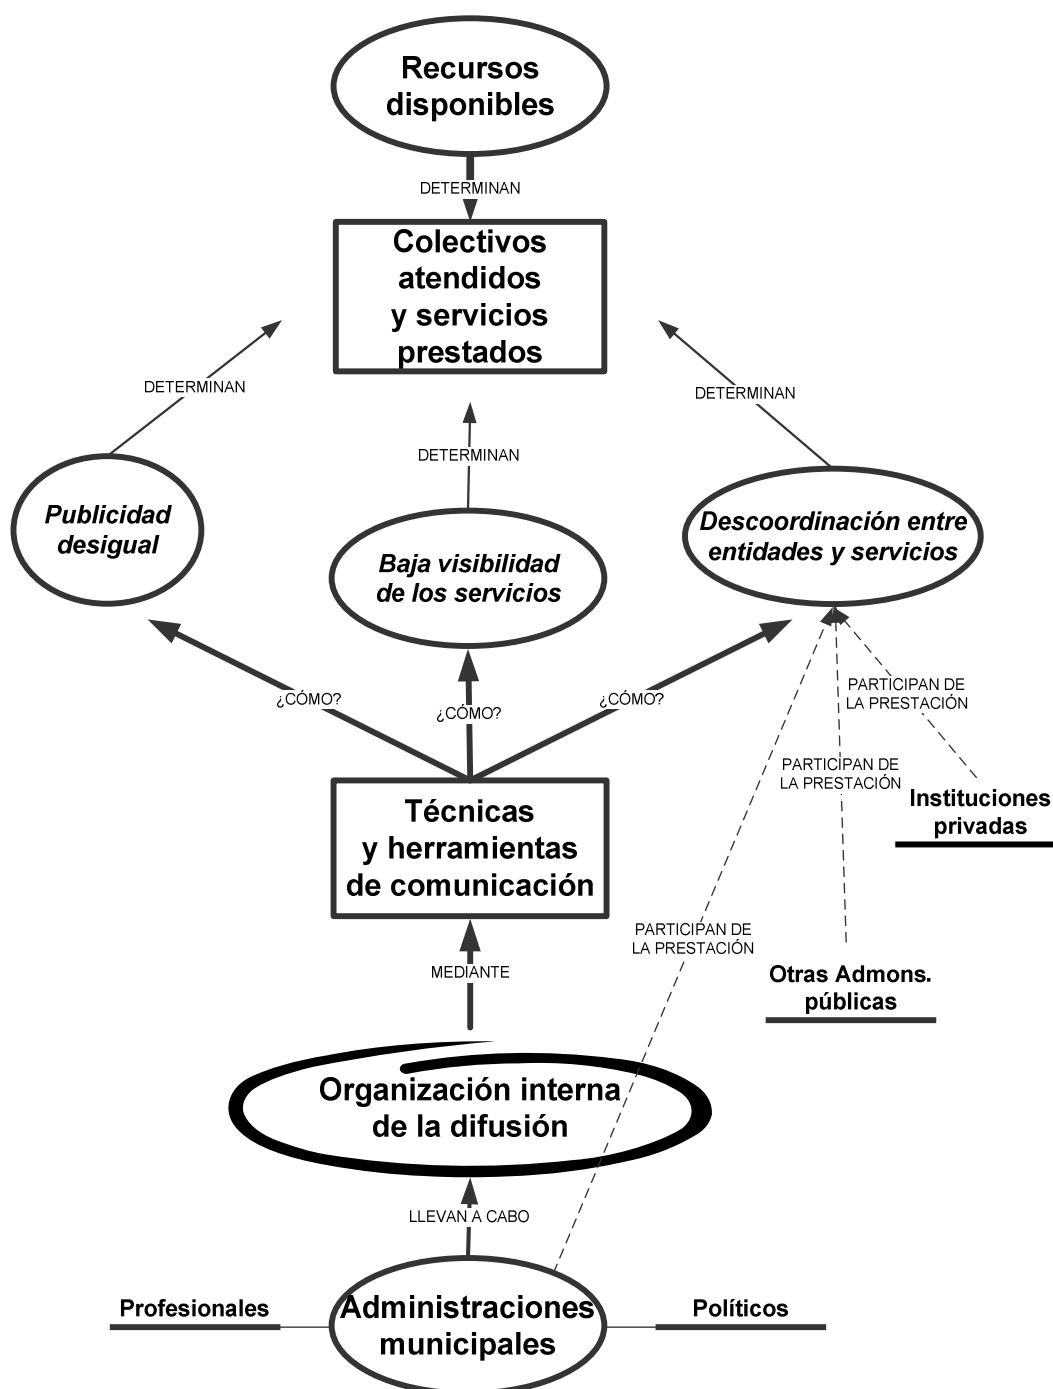 Recursos
disponibles
DETERMINAN
Colectivos
atendidos
y servicios
prestados
DETERMINAN
DETERMINAN
DETERMINAN
Publicidad
desigual
Baja visibilidad
de los servicios
Descoordinación entre
entidades y servicios
¿CÓMO?
¿CÓMO?
¿CÓMO?
PARTICIPAN DE
LA PRESTACIÓN
PARTICIPAN DE
LA PRESTACIÓN
Instituciones
privadas
Técnicas
y herramientas
de comunicación
PARTICIPAN DE
LA PRESTACIÓN
MEDIANTE
Otras Admons.
públicas
Organización interna
de la difusión
LLEVAN A CABO
Profesionales
Administraciones
municipales
Políticos